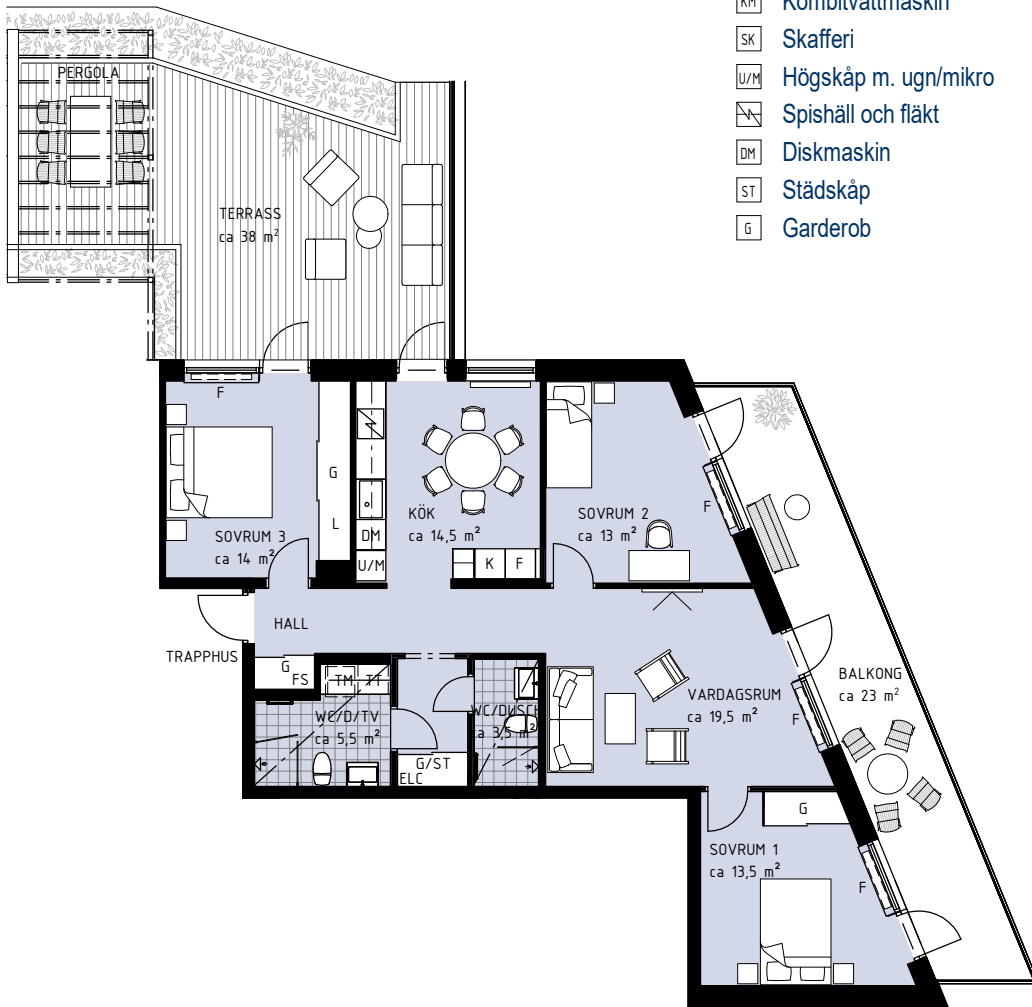 KM Kombitvättmaskin
SK Skafferi
U/M Högskåp m. ugn/mikro
Spishäll och fläkt
DM Diskmaskin
ST Städskåp
G Garderob
PERGOLA
TERRASS
ca 38 m²
F
G
L
SOVRUM 3
ca 14 m²
KÖK
ca 14,5 m²
DM
U/M
K F
SOVRUM 2
ca 13 m²
F
HALL
TRAPPHUS
G
FS
TM TT
WC/D/TV
ca 5,5 m²
G/ST
ELC
WC/DUSCH
ca 3,5 m²
VARDAGSRUM
ca 19,5 m²
F
BALKONG
ca 23 m²
G
SOVRUM 1
ca 13,5 m²
F